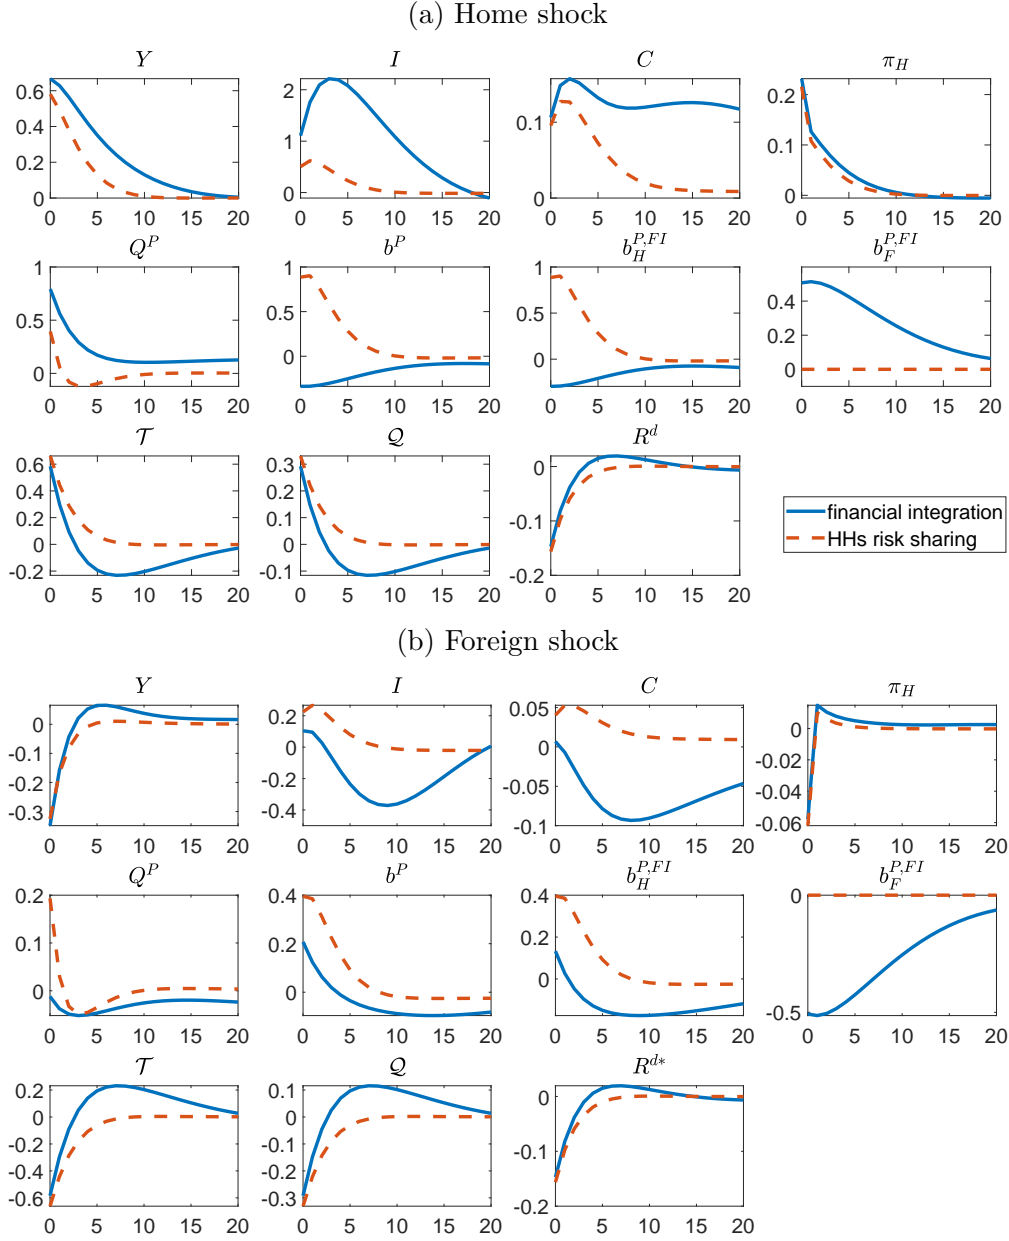 (a) Home shock
Y I C π_H
0.6 0.4 0.2 0
2 1 0
0.1 0
0.2 0.1 0
0 5 10 15 20 0 5 10 15 20 0 5 10 15 20 0 5 10 15 20
Q^P b^P b_H^{P,FI} b_F^{P,FI}
1 0.5 0
1 0.5 0
1 0.5 0
0.4 0.2 0
0 5 10 15 20 0 5 10 15 20 0 5 10 15 20 0 5 10 15 20
𝒯 𝒬 R^d
0.6 0.4 0.2 0 -0.2
0.3 0.2 0.1 0 -0.1
0 -0.1 -0.2
0 5 10 15 20 0 5 10 15 20 0 5 10 15 20
financial integration
HHs risk sharing
(b) Foreign shock
Y I C π_H
0 -0.1 -0.2 -0.3
0.2 0 -0.2 -0.4
0.05 0 -0.05 -0.1
0 -0.02 -0.04 -0.06
0 5 10 15 20 0 5 10 15 20 0 5 10 15 20 0 5 10 15 20
Q^P b^P b_H^{P,FI} b_F^{P,FI}
0.2 0.1 0
0.4 0.2 0
0.4 0.2 0
0 -0.5
0 5 10 15 20 0 5 10 15 20 0 5 10 15 20 0 5 10 15 20
𝒯 𝒬 R^{d*}
0.2 0 -0.2 -0.4 -0.6
0.1 0 -0.1 -0.2 -0.3
0 -0.1 -0.2
0 5 10 15 20 0 5 10 15 20 0 5 10 15 20